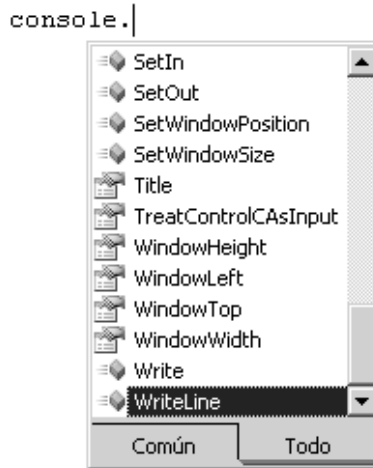 console.
SetIn
SetOut
SetWindowPosition
SetWindowSize
Title
TreatControlCAsInput
WindowHeight
WindowLeft
WindowTop
WindowWidth
Write
WriteLine
Común Todo